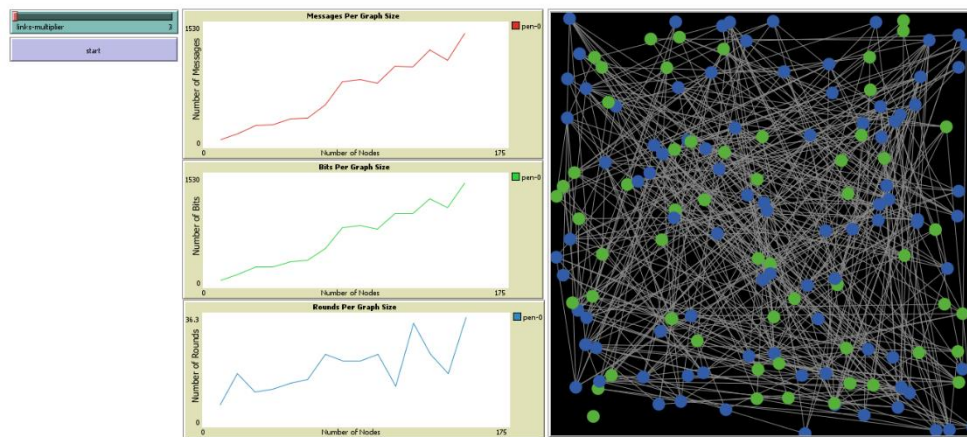 links-multiplier 3
start
Messages Per Graph Size
1530
Number of Messages
0
0
Number of Nodes
175
pen-0
Bits Per Graph Size
1530
Number of Bits
0
0
Number of Nodes
175
pen-0
Rounds Per Graph Size
36.3
Number of Rounds
0
0
Number of Nodes
175
pen-0